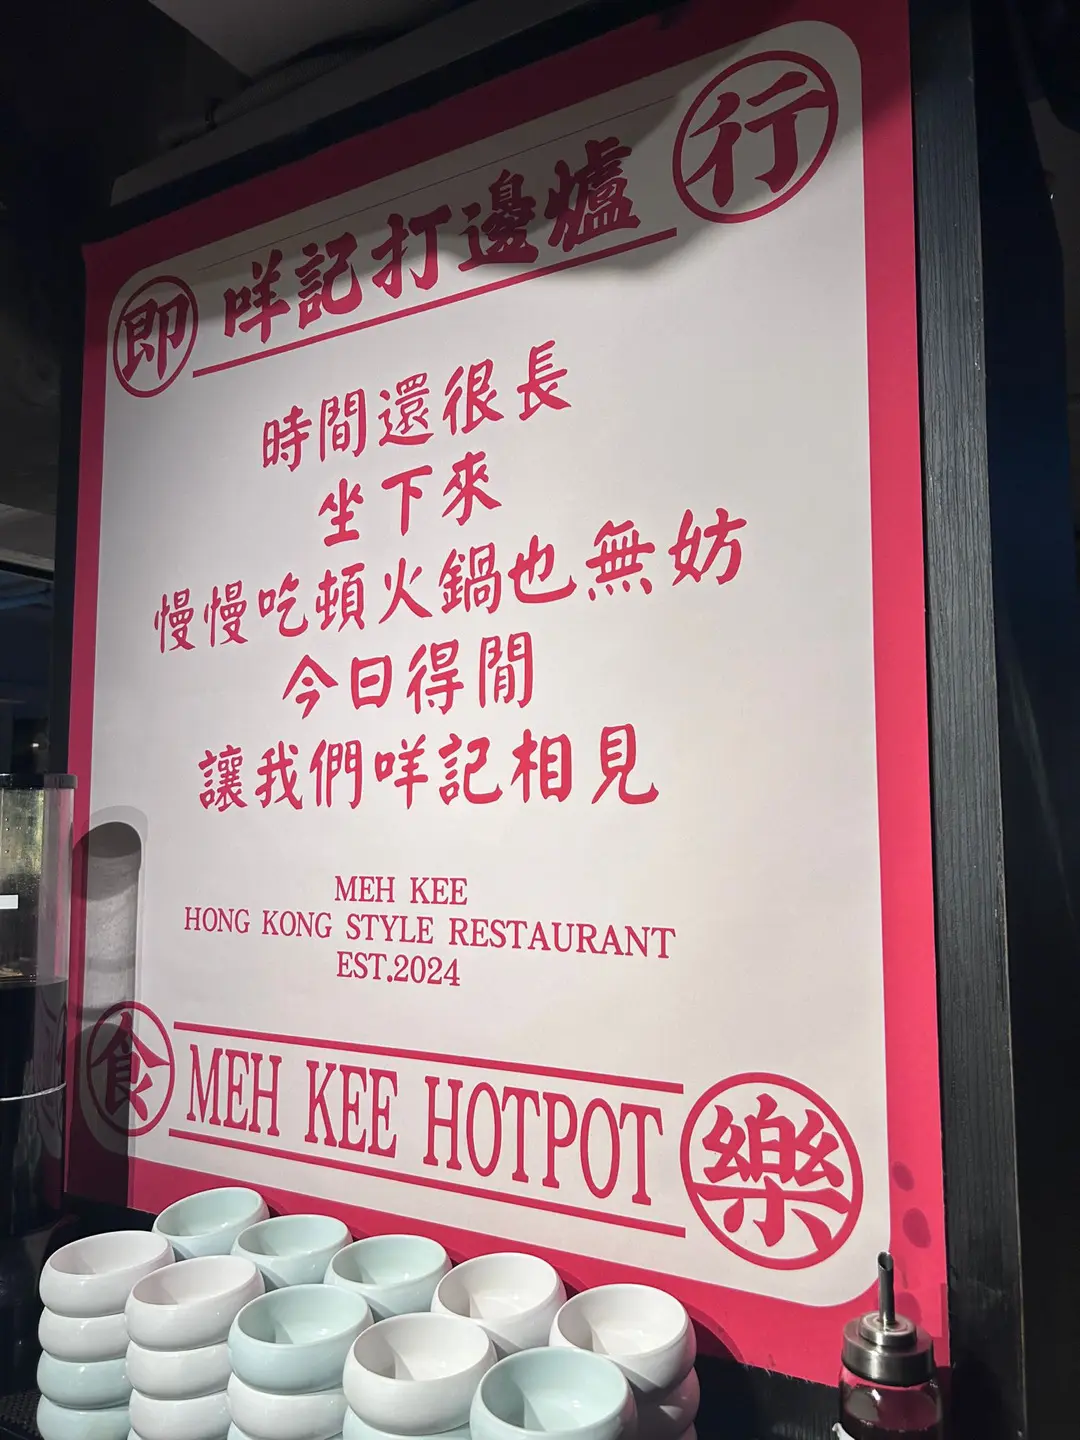 即 咩記打邊爐 行
時間還很長
坐下來
慢慢吃頓火鍋也無妨
今日得閒
讓我們咩記相見
MEH KEE
HONG KONG STYLE RESTAURANT
EST.2024
食 MEH KEE HOTPOT 樂